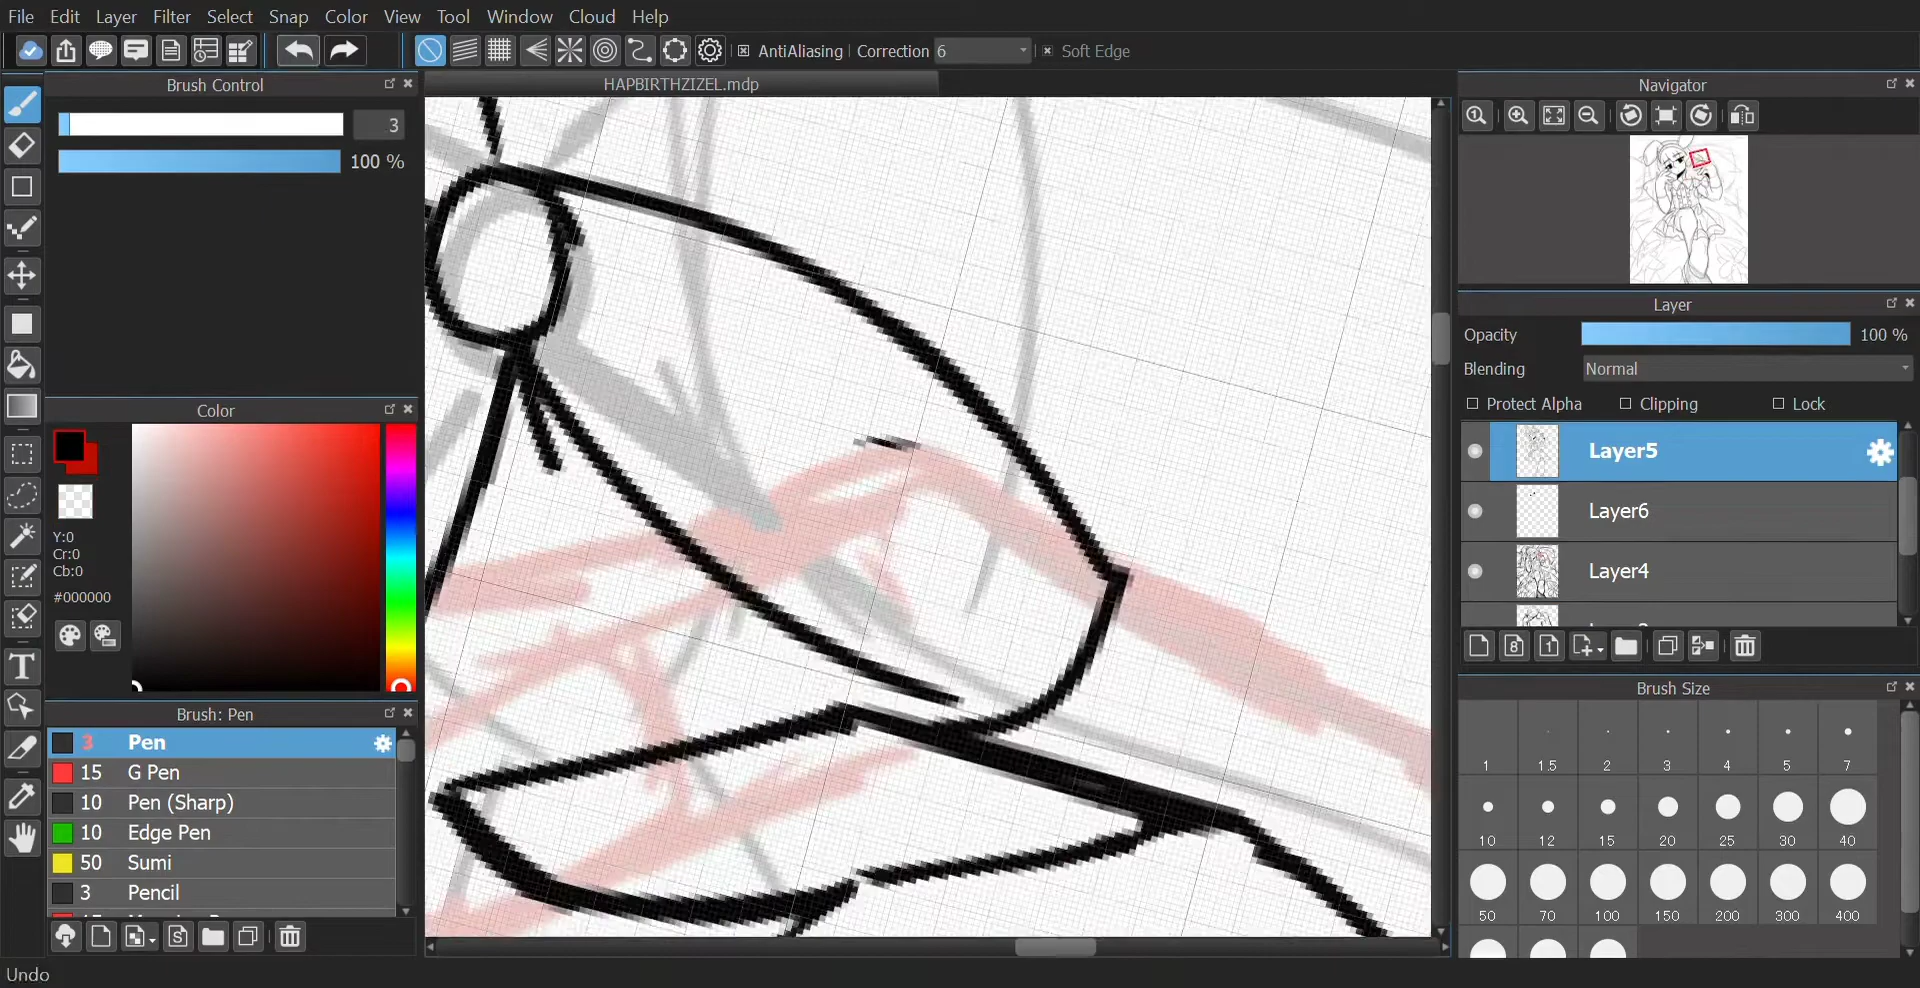 File Edit Layer Filter Select Snap Color View Tool Window Cloud Help
AntiAliasing Correction 6 Soft Edge
Brush Control
3
100 %
Color
Y:0
Cr:0
Cb:0
#000000
Brush: Pen
3 Pen
15 G Pen
10 Pen (Sharp)
10 Edge Pen
50 Sumi
3 Pencil
Undo
HAPBIRTHZIZEL.mdp
Navigator
Layer
Opacity 100 %
Blending Normal
Protect Alpha Clipping Lock
Layer5
Layer6
Layer4
8 1
Brush Size
1 1.5 2 3 4 5 7
10 12 15 20 25 30 40
50 70 100 150 200 300 400